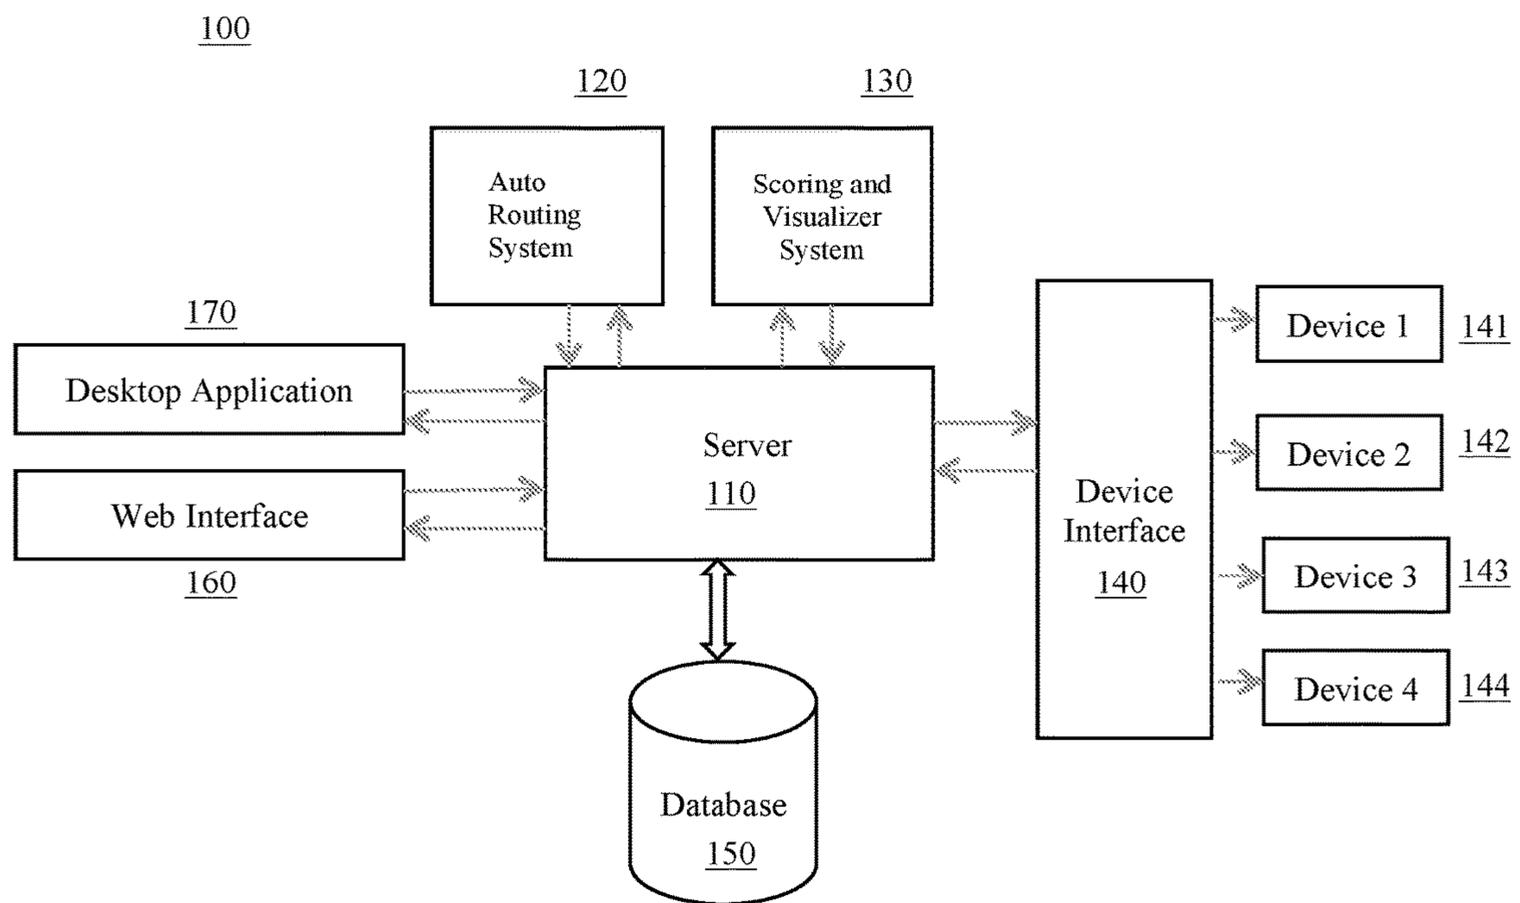 100
120
130
Auto
Routing
System
Scoring and
Visualizer
System
170
Desktop Application
Web Interface
160
Server
110
Device
Interface
140
Device 1
141
Device 2
142
Device 3
143
Device 4
144
Database
150